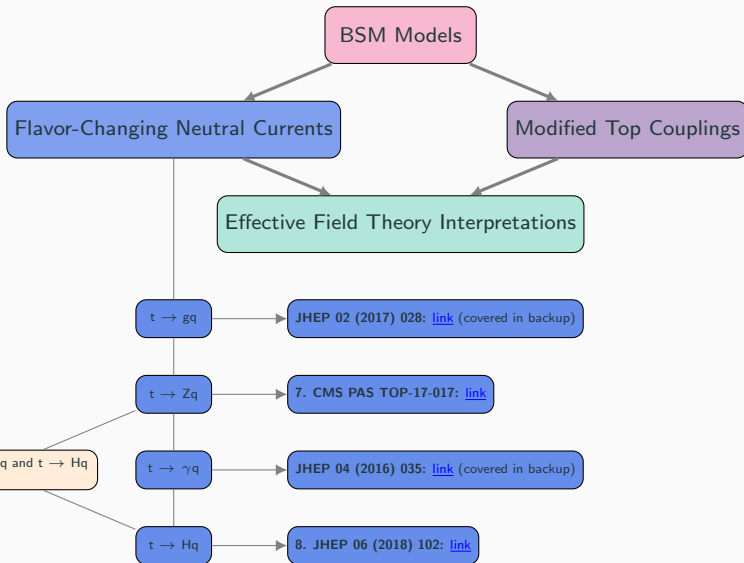 BSM Models
Flavor-Changing Neutral Currents
Modified Top Couplings
Effective Field Theory Interpretations
t → gq
JHEP 02 (2017) 028: link (covered in backup)
t → Zq
7. CMS PAS TOP-17-017: link
q and t → Hq
t → γq
JHEP 04 (2016) 035: link (covered in backup)
t → Hq
8. JHEP 06 (2018) 102: link